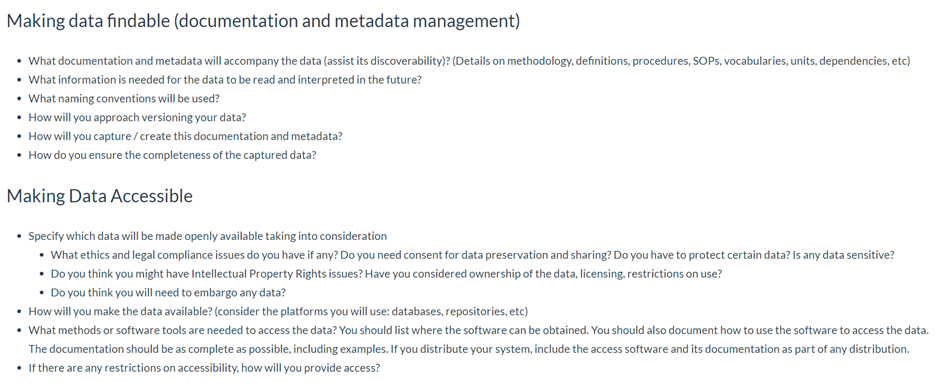 Making data findable (documentation and metadata management)
What documentation and metadata will accompany the data (assist its discoverability)? (Details on methodology, definitions, procedures, SOPs, vocabularies, units, dependencies, etc)
What information is needed for the data to be read and interpreted in the future?
What naming conventions will be used?
How will you approach versioning your data?
How will you capture / create this documentation and metadata?
How do you ensure the completeness of the captured data?
Making Data Accessible
Specify which data will be made openly available taking into consideration
What ethics and legal compliance issues do you have if any? Do you need consent for data preservation and sharing? Do you have to protect certain data? Is any data sensitive?
Do you think you might have Intellectual Property Rights issues? Have you considered ownership of the data, licensing, restrictions on use?
Do you think you will need to embargo any data?
How will you make the data available? (consider the platforms you will use: databases, repositories, etc)
What methods or software tools are needed to access the data? You should list where the software can be obtained. You should also document how to use the software to access the data.
The documentation should be as complete as possible, including examples. If you distribute your system, include the access software and its documentation as part of any distribution.
If there are any restrictions on accessibility, how will you provide access?